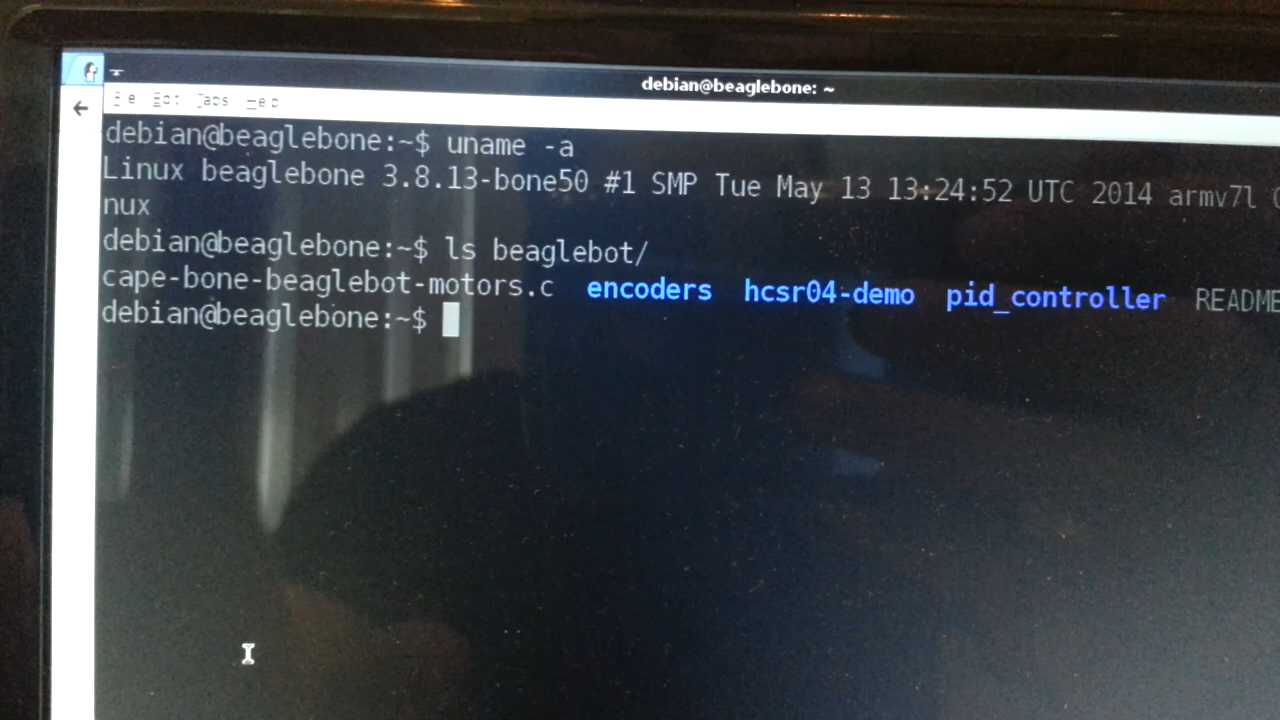 debian@beaglebone: ~
debian@beaglebone:~$ uname -a
Linux beaglebone 3.8.13-bone50 #1 SMP Tue May 13 13:24:52 UTC 2014 armv7l
nux
debian@beaglebone:~$ ls beaglebot/
cape-bone-beaglebot-motors.c encoders hcsr04-demo pid_controller README
debian@beaglebone:~$